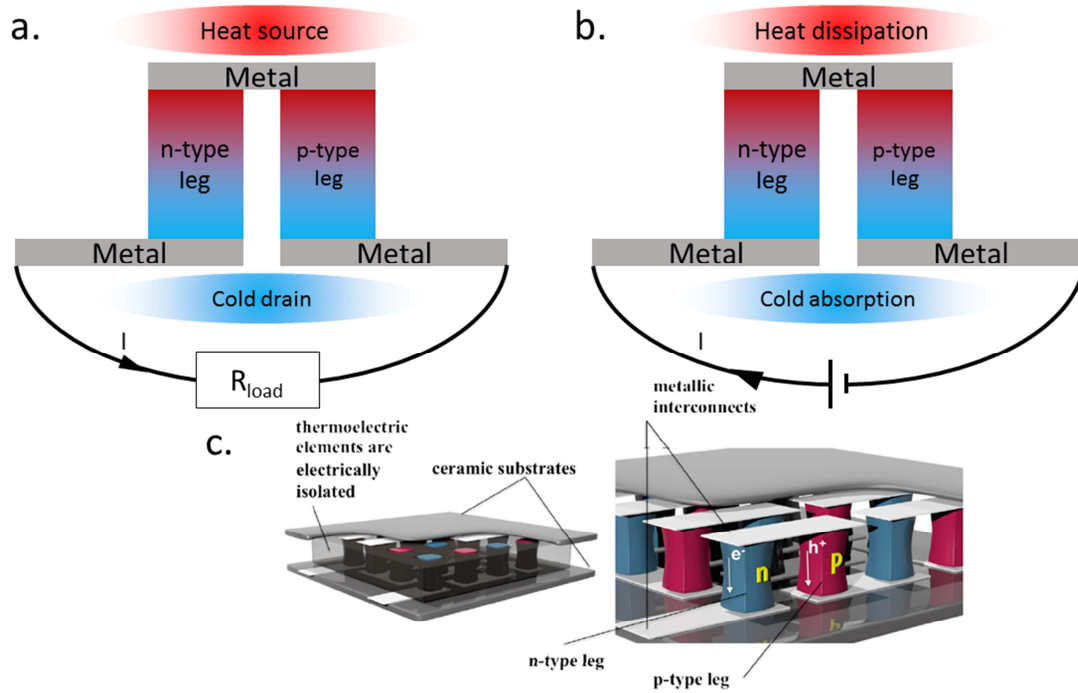 a.
Heat source
Metal
n-type
leg
p-type
leg
Metal
Metal
Cold drain
I
Rload
b.
Heat dissipation
Metal
n-type
leg
p-type
leg
Metal
Metal
Cold absorption
I
c.
thermoelectric
elements are
electrically
isolated
ceramic substrates
metallic
interconnects
e-
n
h+
p
n-type leg
p-type leg